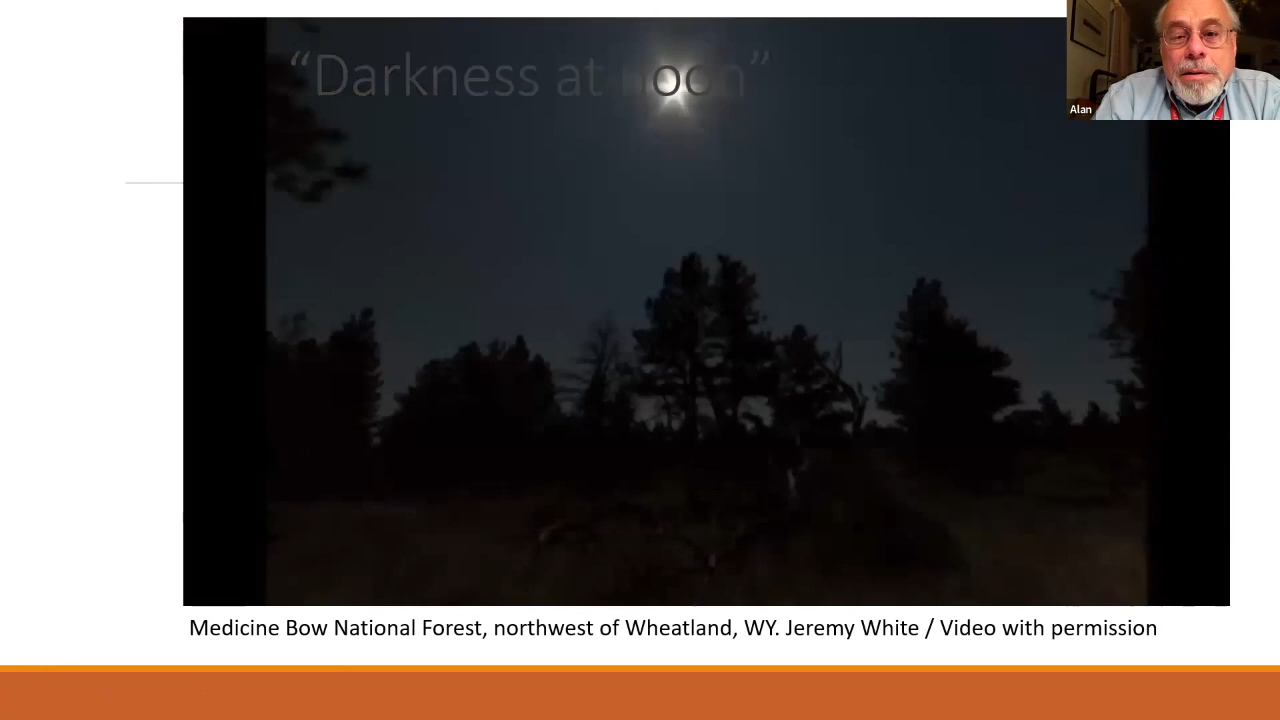 “Darkness at noon”
Alan
Medicine Bow National Forest, northwest of Wheatland, WY. Jeremy White / Video with permission